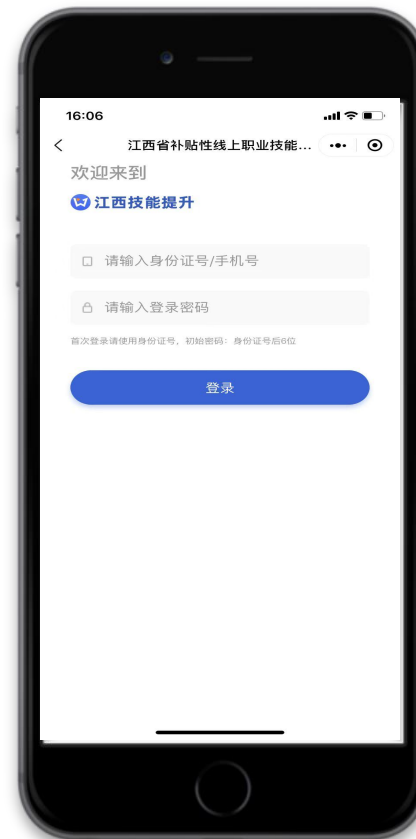 16:06
江西省补贴性线上职业技能...
欢迎来到
江西技能提升
请输入身份证号/手机号
请输入登录密码
首次登录请使用身份证号，初始密码：身份证号后6位
登录